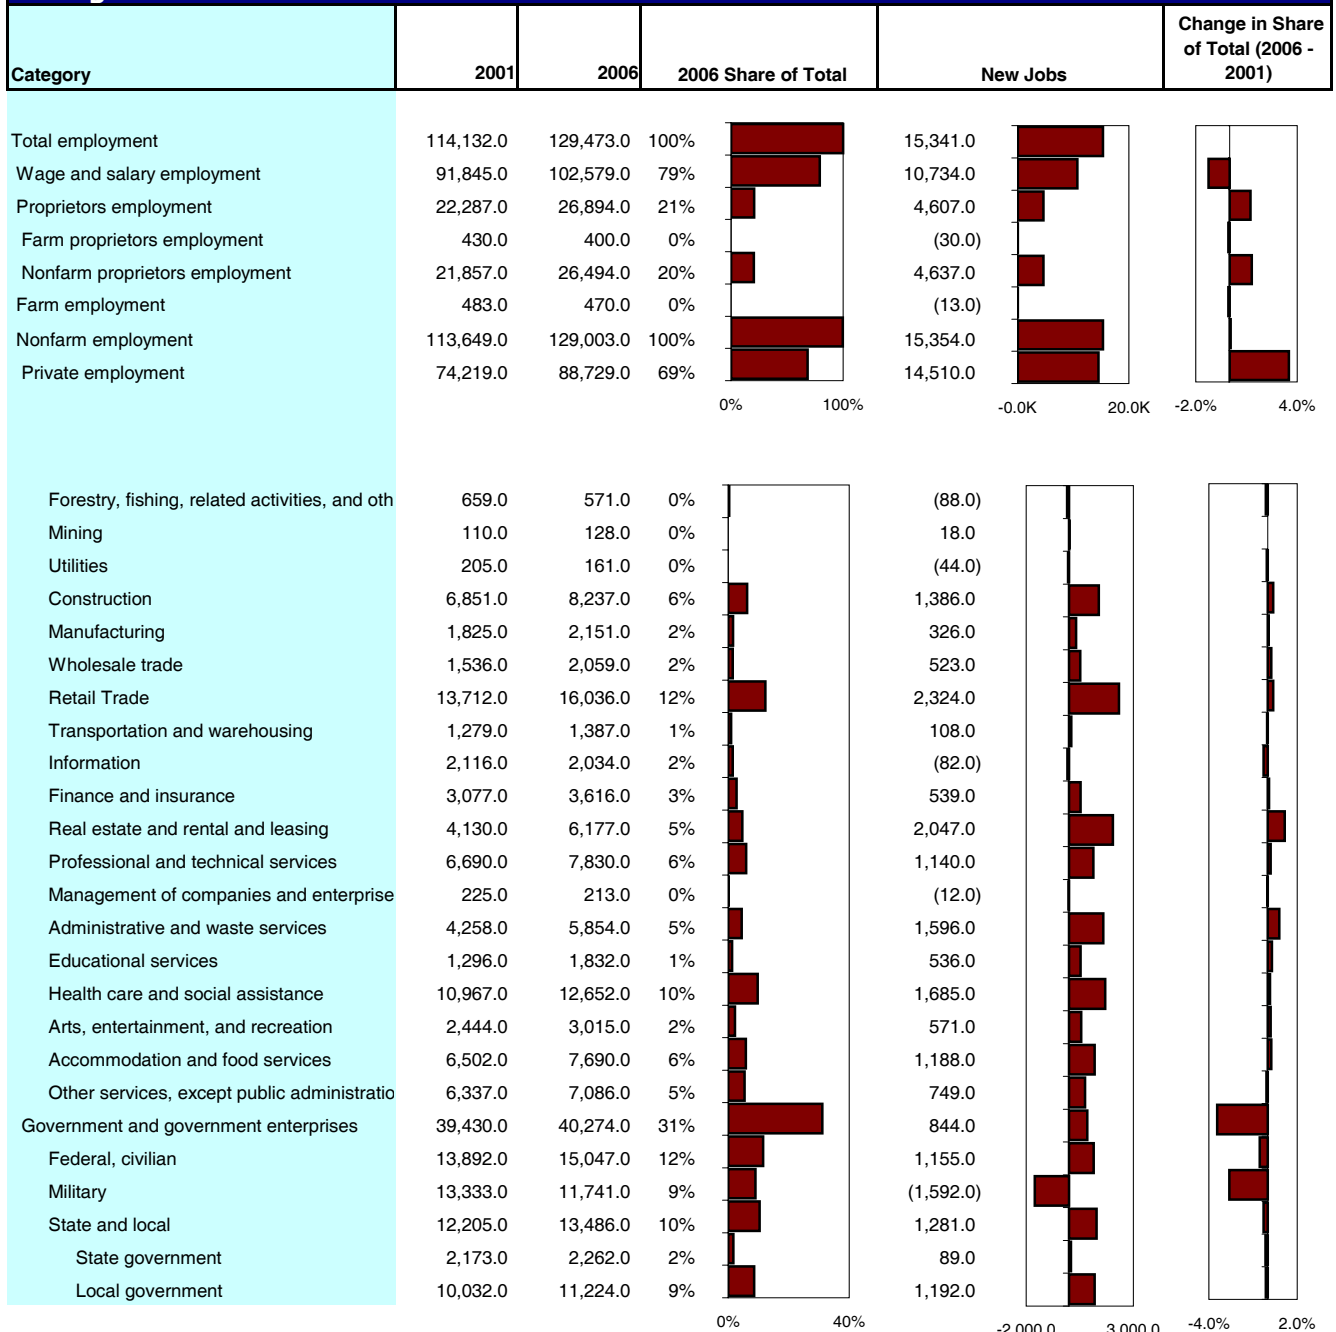 Change in Share
of Total (2006 -
Category 2001 2006 2006 Share of Total New Jobs 2001)
Total employment 114,132.0 129,473.0 100% 15,341.0
Wage and salary employment 91,845.0 102,579.0 79% 10,734.0
Proprietors employment 22,287.0 26,894.0 21% 4,607.0
Farm proprietors employment 430.0 400.0 0% (30.0)
Nonfarm proprietors employment 21,857.0 26,494.0 20% 4,637.0
Farm employment 483.0 470.0 0% (13.0)
Nonfarm employment 113,649.0 129,003.0 100% 15,354.0
Private employment 74,219.0 88,729.0 69% 14,510.0
0% 100% -0.0K 20.0K -2.0% 4.0%
Forestry, fishing, related activities, and oth 659.0 571.0 0% (88.0)
Mining 110.0 128.0 0% 18.0
Utilities 205.0 161.0 0% (44.0)
Construction 6,851.0 8,237.0 6% 1,386.0
Manufacturing 1,825.0 2,151.0 2% 326.0
Wholesale trade 1,536.0 2,059.0 2% 523.0
Retail Trade 13,712.0 16,036.0 12% 2,324.0
Transportation and warehousing 1,279.0 1,387.0 1% 108.0
Information 2,116.0 2,034.0 2% (82.0)
Finance and insurance 3,077.0 3,616.0 3% 539.0
Real estate and rental and leasing 4,130.0 6,177.0 5% 2,047.0
Professional and technical services 6,690.0 7,830.0 6% 1,140.0
Management of companies and enterprise 225.0 213.0 0% (12.0)
Administrative and waste services 4,258.0 5,854.0 5% 1,596.0
Educational services 1,296.0 1,832.0 1% 536.0
Health care and social assistance 10,967.0 12,652.0 10% 1,685.0
Arts, entertainment, and recreation 2,444.0 3,015.0 2% 571.0
Accommodation and food services 6,502.0 7,690.0 6% 1,188.0
Other services, except public administratio 6,337.0 7,086.0 5% 749.0
Government and government enterprises 39,430.0 40,274.0 31% 844.0
Federal, civilian 13,892.0 15,047.0 12% 1,155.0
Military 13,333.0 11,741.0 9% (1,592.0)
State and local 12,205.0 13,486.0 10% 1,281.0
State government 2,173.0 2,262.0 2% 89.0
Local government 10,032.0 11,224.0 9% 1,192.0
0% 40% -2,000.0 3,000.0 -4.0% 2.0%